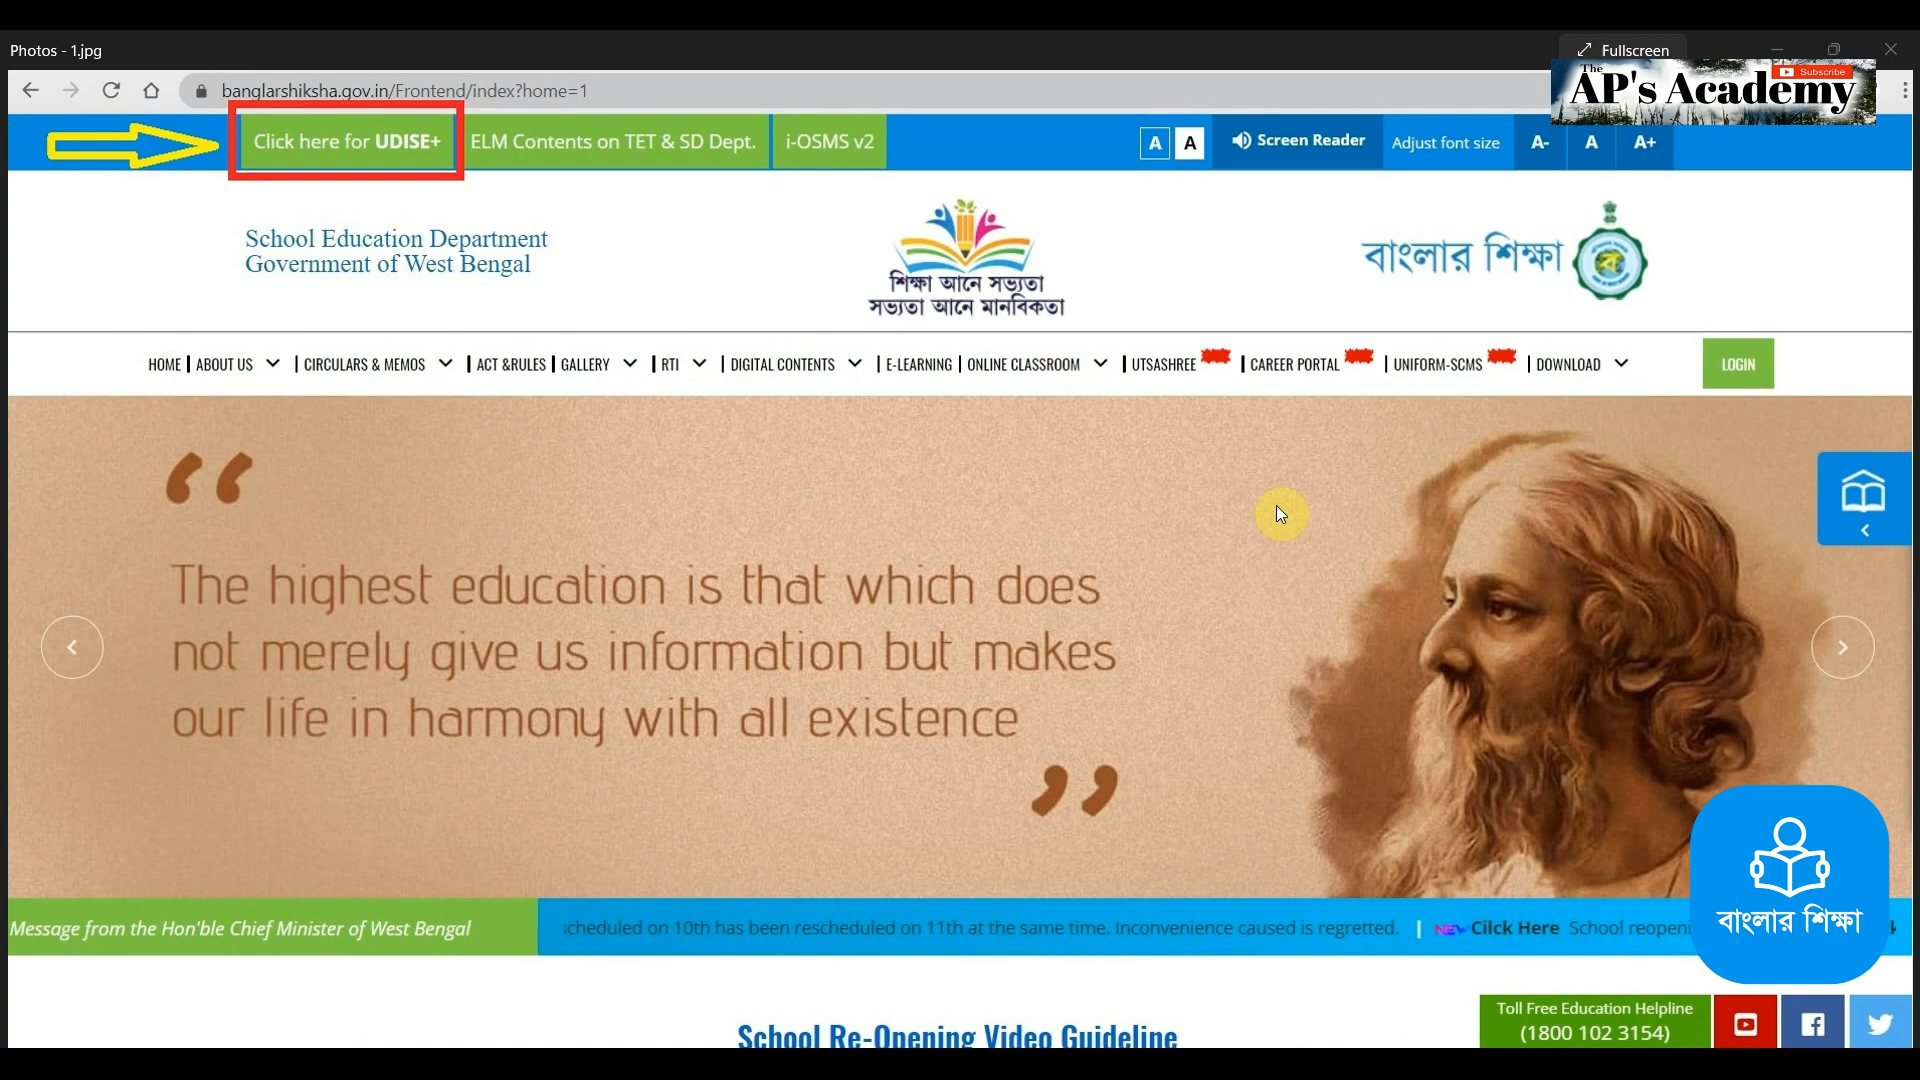 Photos - 1.jpg
Fullscreen
banglarshiksha.gov.in/Frontend/index?home=1
The
AP's Academy
Subscribe
Click here for UDISE+
ELM Contents on TET & SD Dept.
i-OSMS v2
A
A
Screen Reader
Adjust font size
A-
A
A+
School Education Department
Government of West Bengal
শিক্ষা আনে সভ্যতা
সভ্যতা আনে মানবিকতা
বাংলার শিক্ষা
HOME
ABOUT US
CIRCULARS & MEMOS
ACT &RULES
GALLERY
RTI
DIGITAL CONTENTS
E-LEARNING
ONLINE CLASSROOM
UTSASHREE
CAREER PORTAL
UNIFORM-SCMS
DOWNLOAD
LOGIN
“
The highest education is that which does
not merely give us information but makes
our life in harmony with all existence
”
Message from the Hon'ble Chief Minister of West Bengal
scheduled on 10th has been rescheduled on 11th at the same time. Inconvenience caused is regretted. | NEW Cilck Here School reopeni
বাংলার শিক্ষা
School Re-Opening Video Guideline
Toll Free Education Helpline
(1800 102 3154)